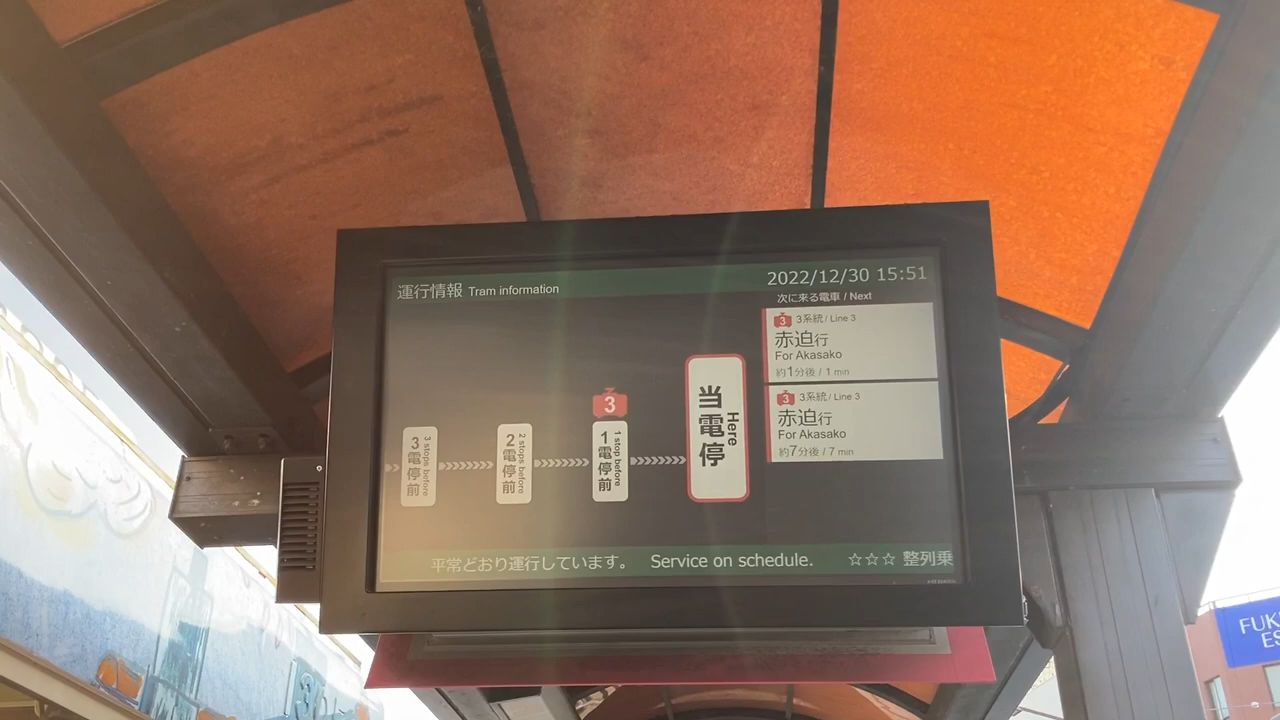 運行情報 Tram information
2022/12/30 15:51
次に来る電車 / Next
3 3系統 / Line 3
赤迫行
For Akasako
約1分後 / 1 min
3 3系統 / Line 3
赤迫行
For Akasako
約7分後 / 7 min
3
3電停前
3 stops before
2電停前
2 stops before
1電停前
1 stop before
当電停
Here
平常どおり運行しています。 Service on schedule. ☆☆☆ 整列乗
FUK
ES